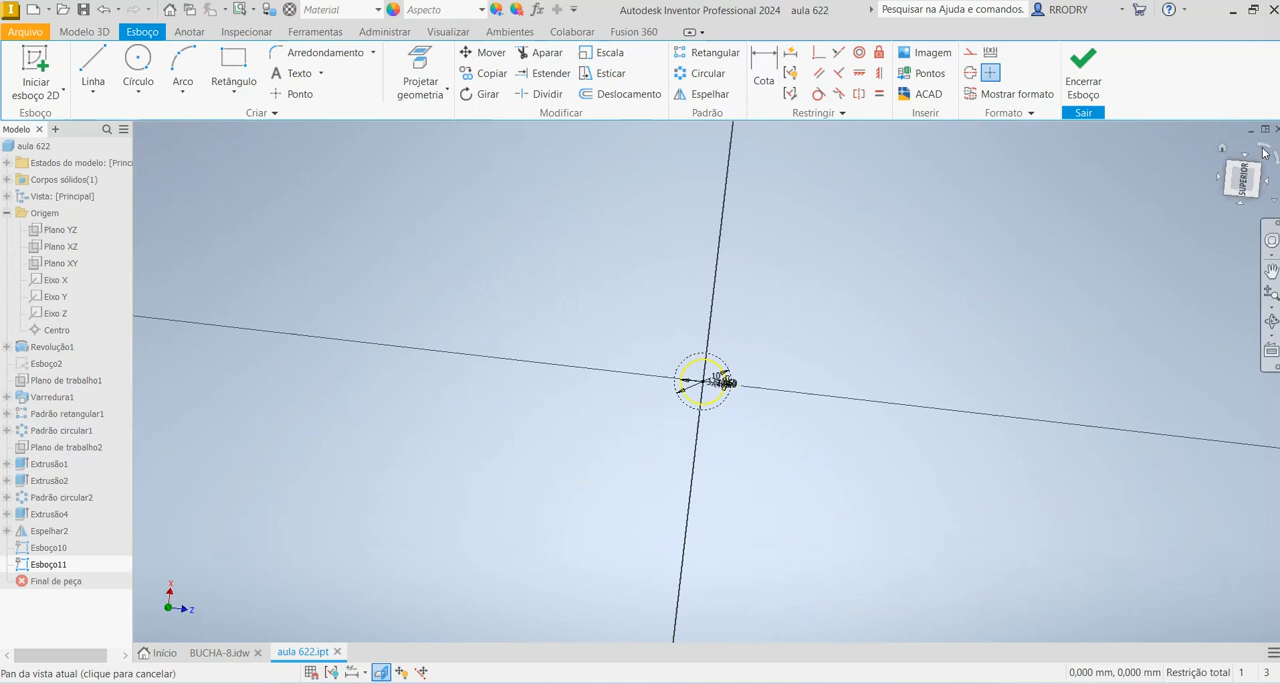 Material
Aspecto
Autodesk Inventor Professional 2024 aula 622
Pesquisar na Ajuda e comandos.
RRODRY
Arquivo Modelo 3D Esboço Anotar Inspecionar Ferramentas Administrar Visualizar Ambientes Colaborar Fusion 360
Iniciar esboço 2D
Linha
Círculo
Arco
Retângulo
Arredondamento
Texto
Ponto
Projetar geometria
Mover Aparar Escala
Copiar Estender Esticar
Girar Dividir Deslocamento
Retangular
Circular
Espelhar
Cota
Imagem
Pontos
ACAD
Mostrar formato
Encerrar Esboço
Esboço Criar Modificar Padrão Restringir Inserir Formato Sair
Modelo
aula 622
Estados do modelo: [Princ
Corpos sólidos(1)
Vista: [Principal]
Origem
Plano YZ
Plano XZ
Plano XY
Eixo X
Eixo Y
Eixo Z
Centro
Revolução1
Esboço2
Plano de trabalho1
Varredura1
Padrão retangular1
Padrão circular1
Plano de trabalho2
Extrusão1
Extrusão2
Padrão circular2
Extrusão4
Espelhar2
Esboço10
Esboço11
Final de peça
SUPERIOR
X
Z
Início BUCHA-8.idw aula 622.ipt
Pan da vista atual (clique para cancelar)
0,000 mm, 0,000 mm Restrição total 1 3